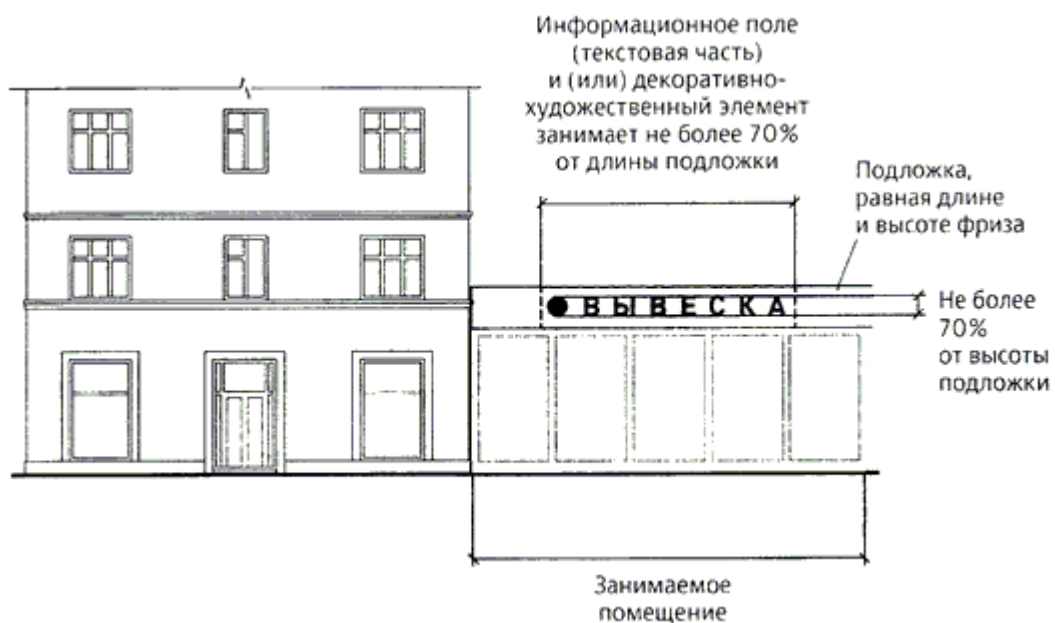 Информационное поле
(текстовая часть)
и (или) декоративно-
художественный элемент
занимает не более 70%
от длины подложки
Подложка,
равная длине
и высоте фриза
ВЫВЕСКА
Не более
70%
от высоты
подложки
Занимаемое
помещение